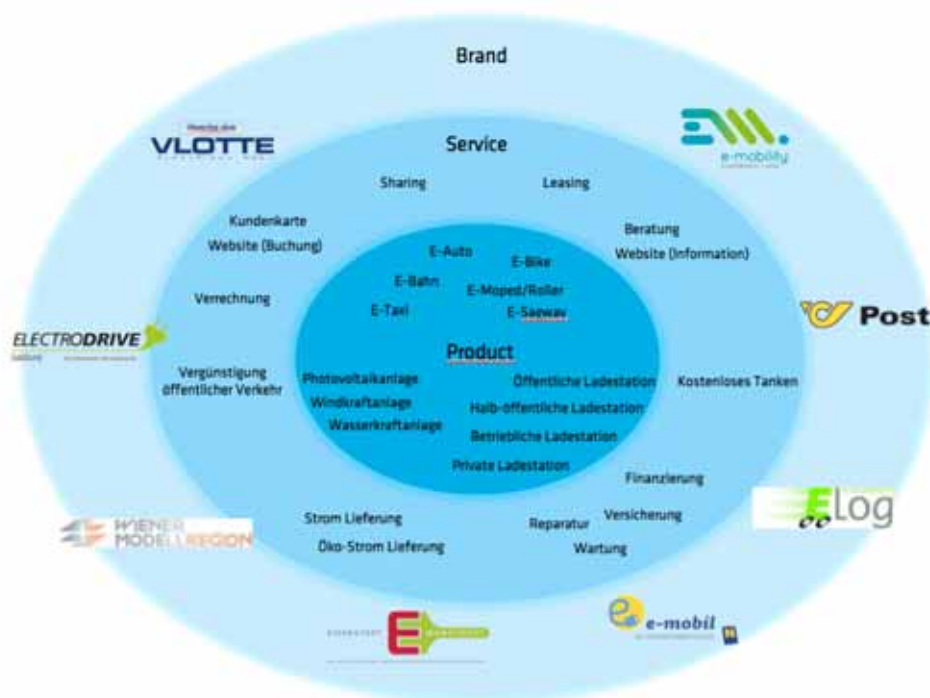 Brand
VLOTTE
EM.
e-mobility
Service
Sharing
Leasing
Kundenkarte
Website (Buchung)
Beratung
Website (Information)
E-Auto
E-Bike
E-Bahn
E-Moped/Roller
E-Taxi
Verrechnung
Post
ELECTRODRIVE
Product
Vergünstigung
öffentlicher Verkehr
Photovoltaikanlage
Windkraftanlage
Wasserkraftanlage
Öffentliche Ladestation
Halb-öffentliche Ladestation
Betriebliche Ladestation
Private Ladestation
Kostenloses Tanken
Finanzierung
Versicherung
Reparatur
Wartung
Strom Lieferung
Öko-Strom Lieferung
ELog
WIENER
MODELLREGION
E
e-mobil